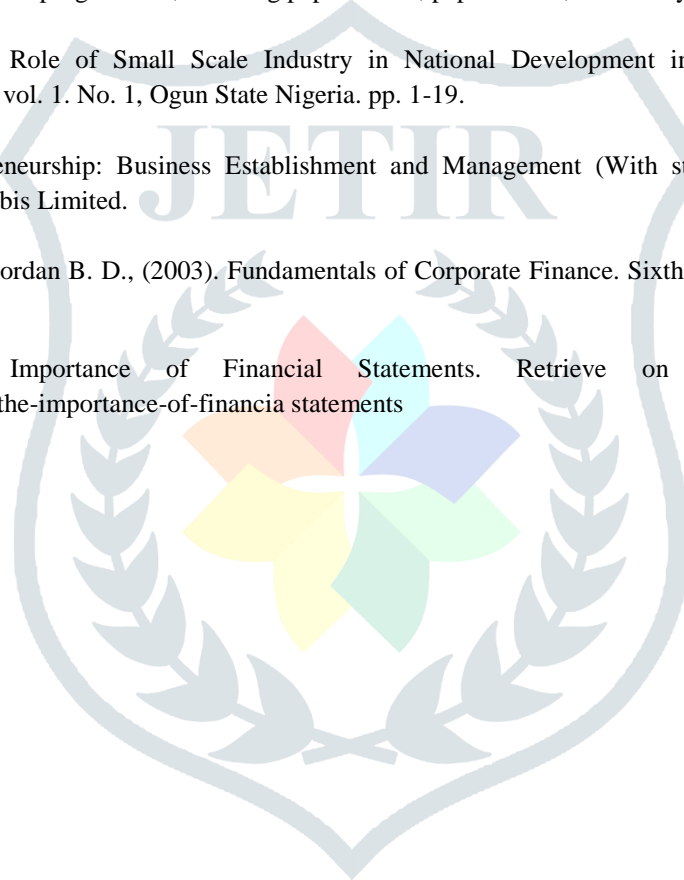 Role of Small Scale Industry in National Development in
vol. 1. No. 1, Ogun State Nigeria. pp. 1-19.
JETIR
eneurship: Business Establishment and Management (With st
bis Limited.
ordan B. D., (2003). Fundamentals of Corporate Finance. Sixth
Importance of Financial Statements. Retrieve on
the-importance-of-financia statements